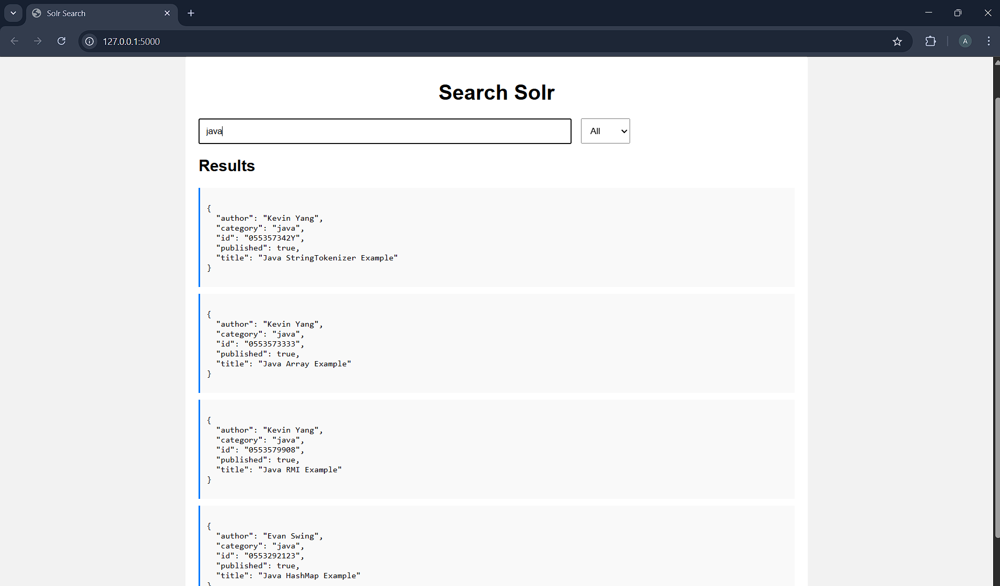 Solr Search
127.0.0.1:5000
A
Search Solr
java
All
Results
{
"author": "Kevin Yang",
"category": "java",
"id": "055357342Y",
"published": true,
"title": "Java StringTokenizer Example"
}
{
"author": "Kevin Yang",
"category": "java",
"id": "0553573333",
"published": true,
"title": "Java Array Example"
}
{
"author": "Kevin Yang",
"category": "java",
"id": "0553579908",
"published": true,
"title": "Java RMI Example"
}
{
"author": "Evan Swing",
"category": "java",
"id": "0553292123",
"published": true,
"title": "Java HashMap Example"
}